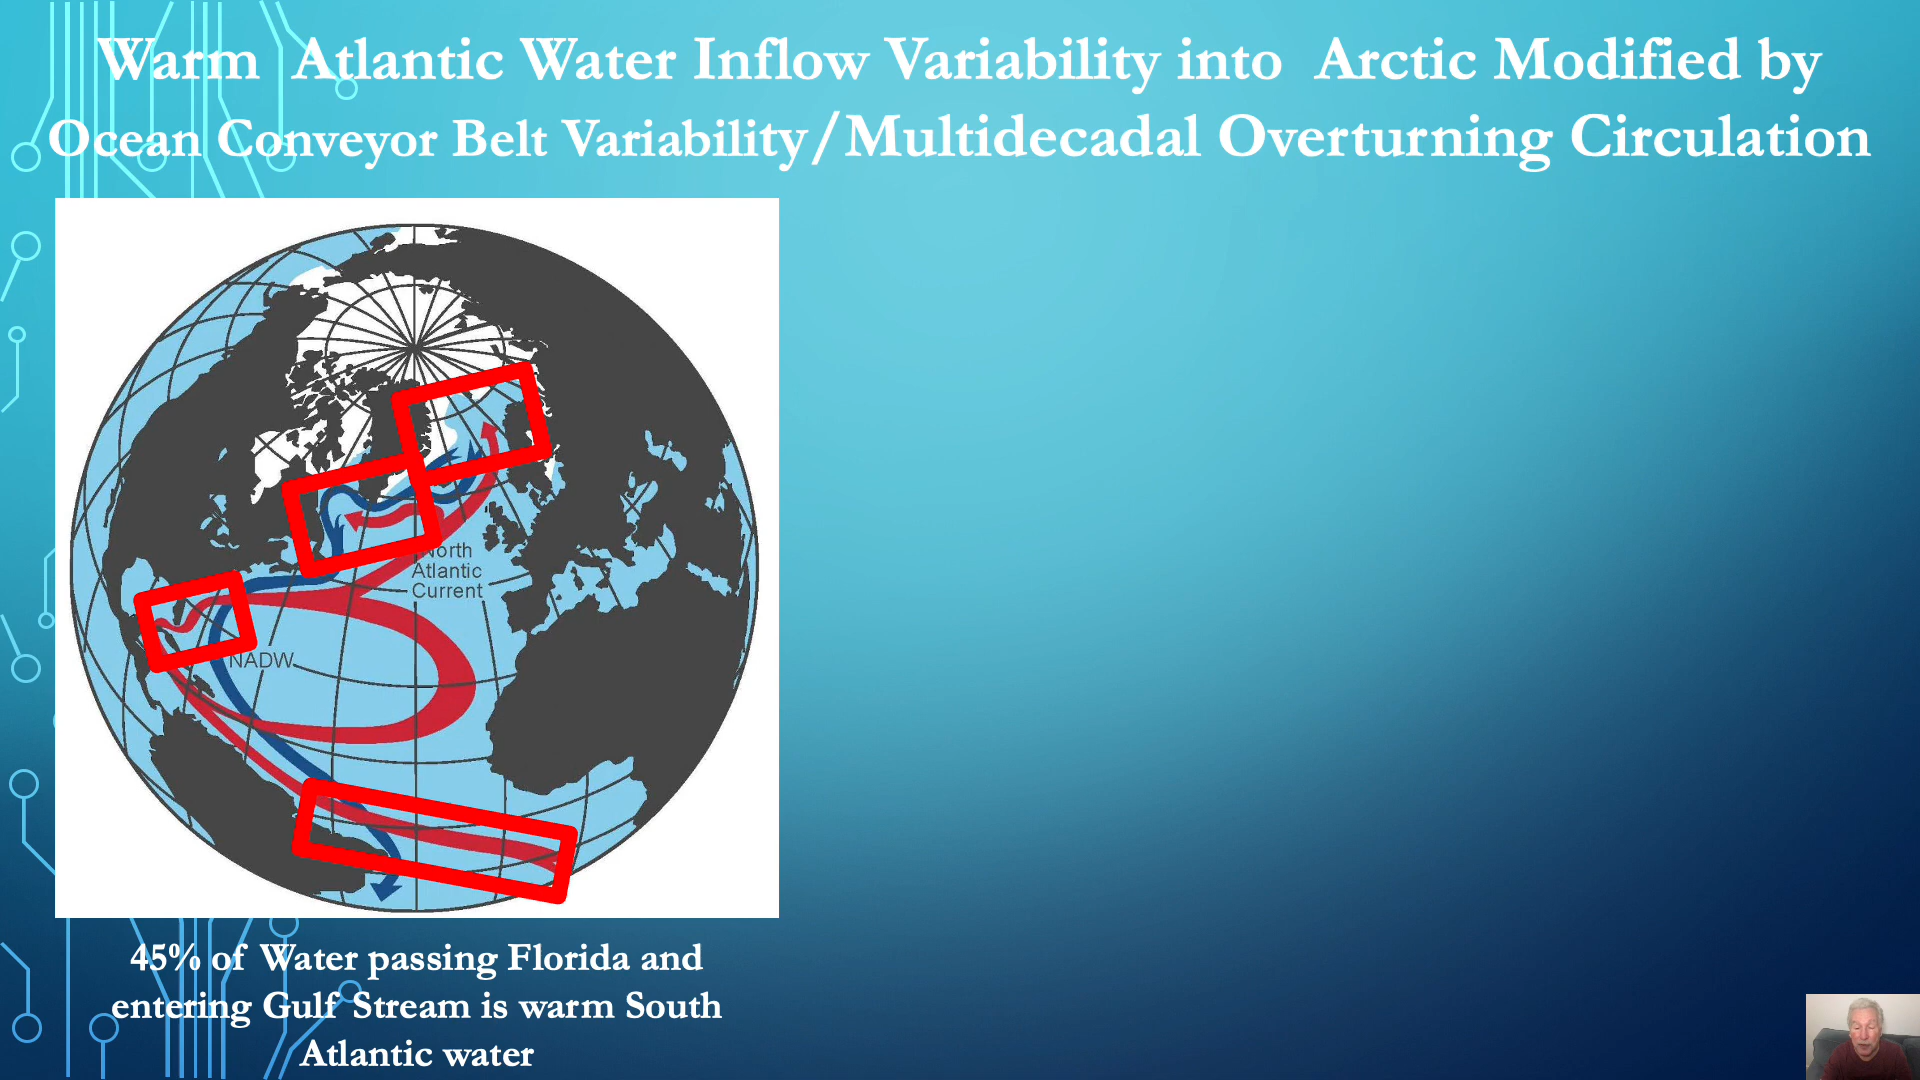 Warm Atlantic Water Inflow Variability into Arctic Modified by
Ocean Conveyor Belt Variability/Multidecadal Overturning Circulation
North
Atlantic
Current
NADW
45% of Water passing Florida and
entering Gulf Stream is warm South
Atlantic water